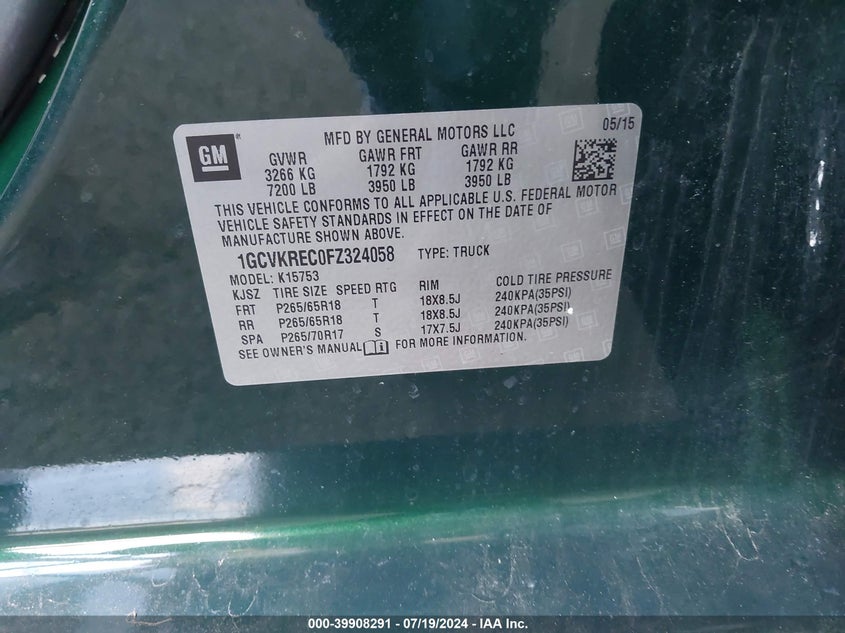 GM
®
MFD BY GENERAL MOTORS LLC
05/15
GVWR GAWR FRT GAWR RR
3266 KG 1792 KG 1792 KG
7200 LB 3950 LB 3950 LB
THIS VEHICLE CONFORMS TO ALL APPLICABLE U.S. FEDERAL MOTOR
VEHICLE SAFETY STANDARDS IN EFFECT ON THE DATE OF
MANUFACTURE SHOWN ABOVE.
1GCVKREC0FZ324058 TYPE: TRUCK
MODEL: K15753
KJSZ TIRE SIZE SPEED RTG RIM COLD TIRE PRESSURE
FRT P265/65R18 T 18X8.5J 240KPA(35PSI)
RR P265/65R18 T 18X8.5J 240KPA(35PSI)
SPA P265/70R17 S 17X7.5J 240KPA(35PSI)
SEE OWNER'S MANUAL FOR MORE INFORMATION.
000-39908291 - 07/19/2024 - IAA Inc.